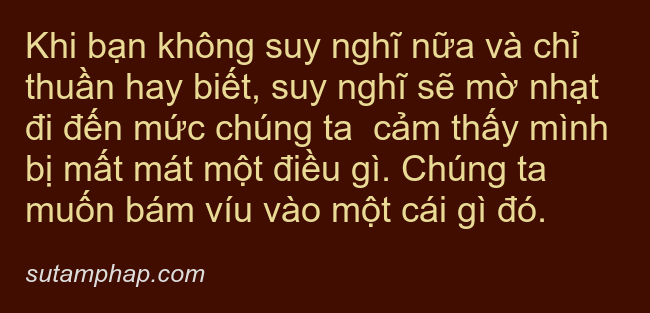 Khi bạn không suy nghĩ nữa và chỉ
thuần hay biết, suy nghĩ sẽ mờ nhạt
đi đến mức chúng ta  cảm thấy mình
bị mất mát một điều gì. Chúng ta
muốn bám víu vào một cái gì đó.
sutamphap.com